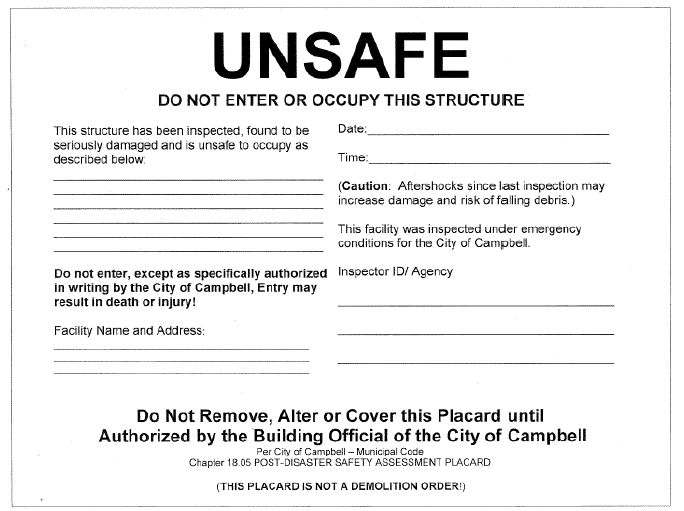 UNSAFE
DO NOT ENTER OR OCCUPY THIS STRUCTURE
This structure has been inspected, found to be
seriously damaged and is unsafe to occupy as
described below:
Do not enter, except as specifically authorized
in writing by the City of Campbell, Entry may
result in death or injury!
Facility Name and Address:
Date:
Time:
(Caution: Aftershocks since last inspection may
increase damage and risk of falling debris.)
This facility was inspected under emergency
conditions for the City of Campbell.
Inspector ID/ Agency
Do Not Remove, Alter or Cover this Placard until
Authorized by the Building Official of the City of Campbell
Per City of Campbell – Municipal Code
Chapter 18.05 POST-DISASTER SAFETY ASSESSMENT PLACARD
(THIS PLACARD IS NOT A DEMOLITION ORDER!)